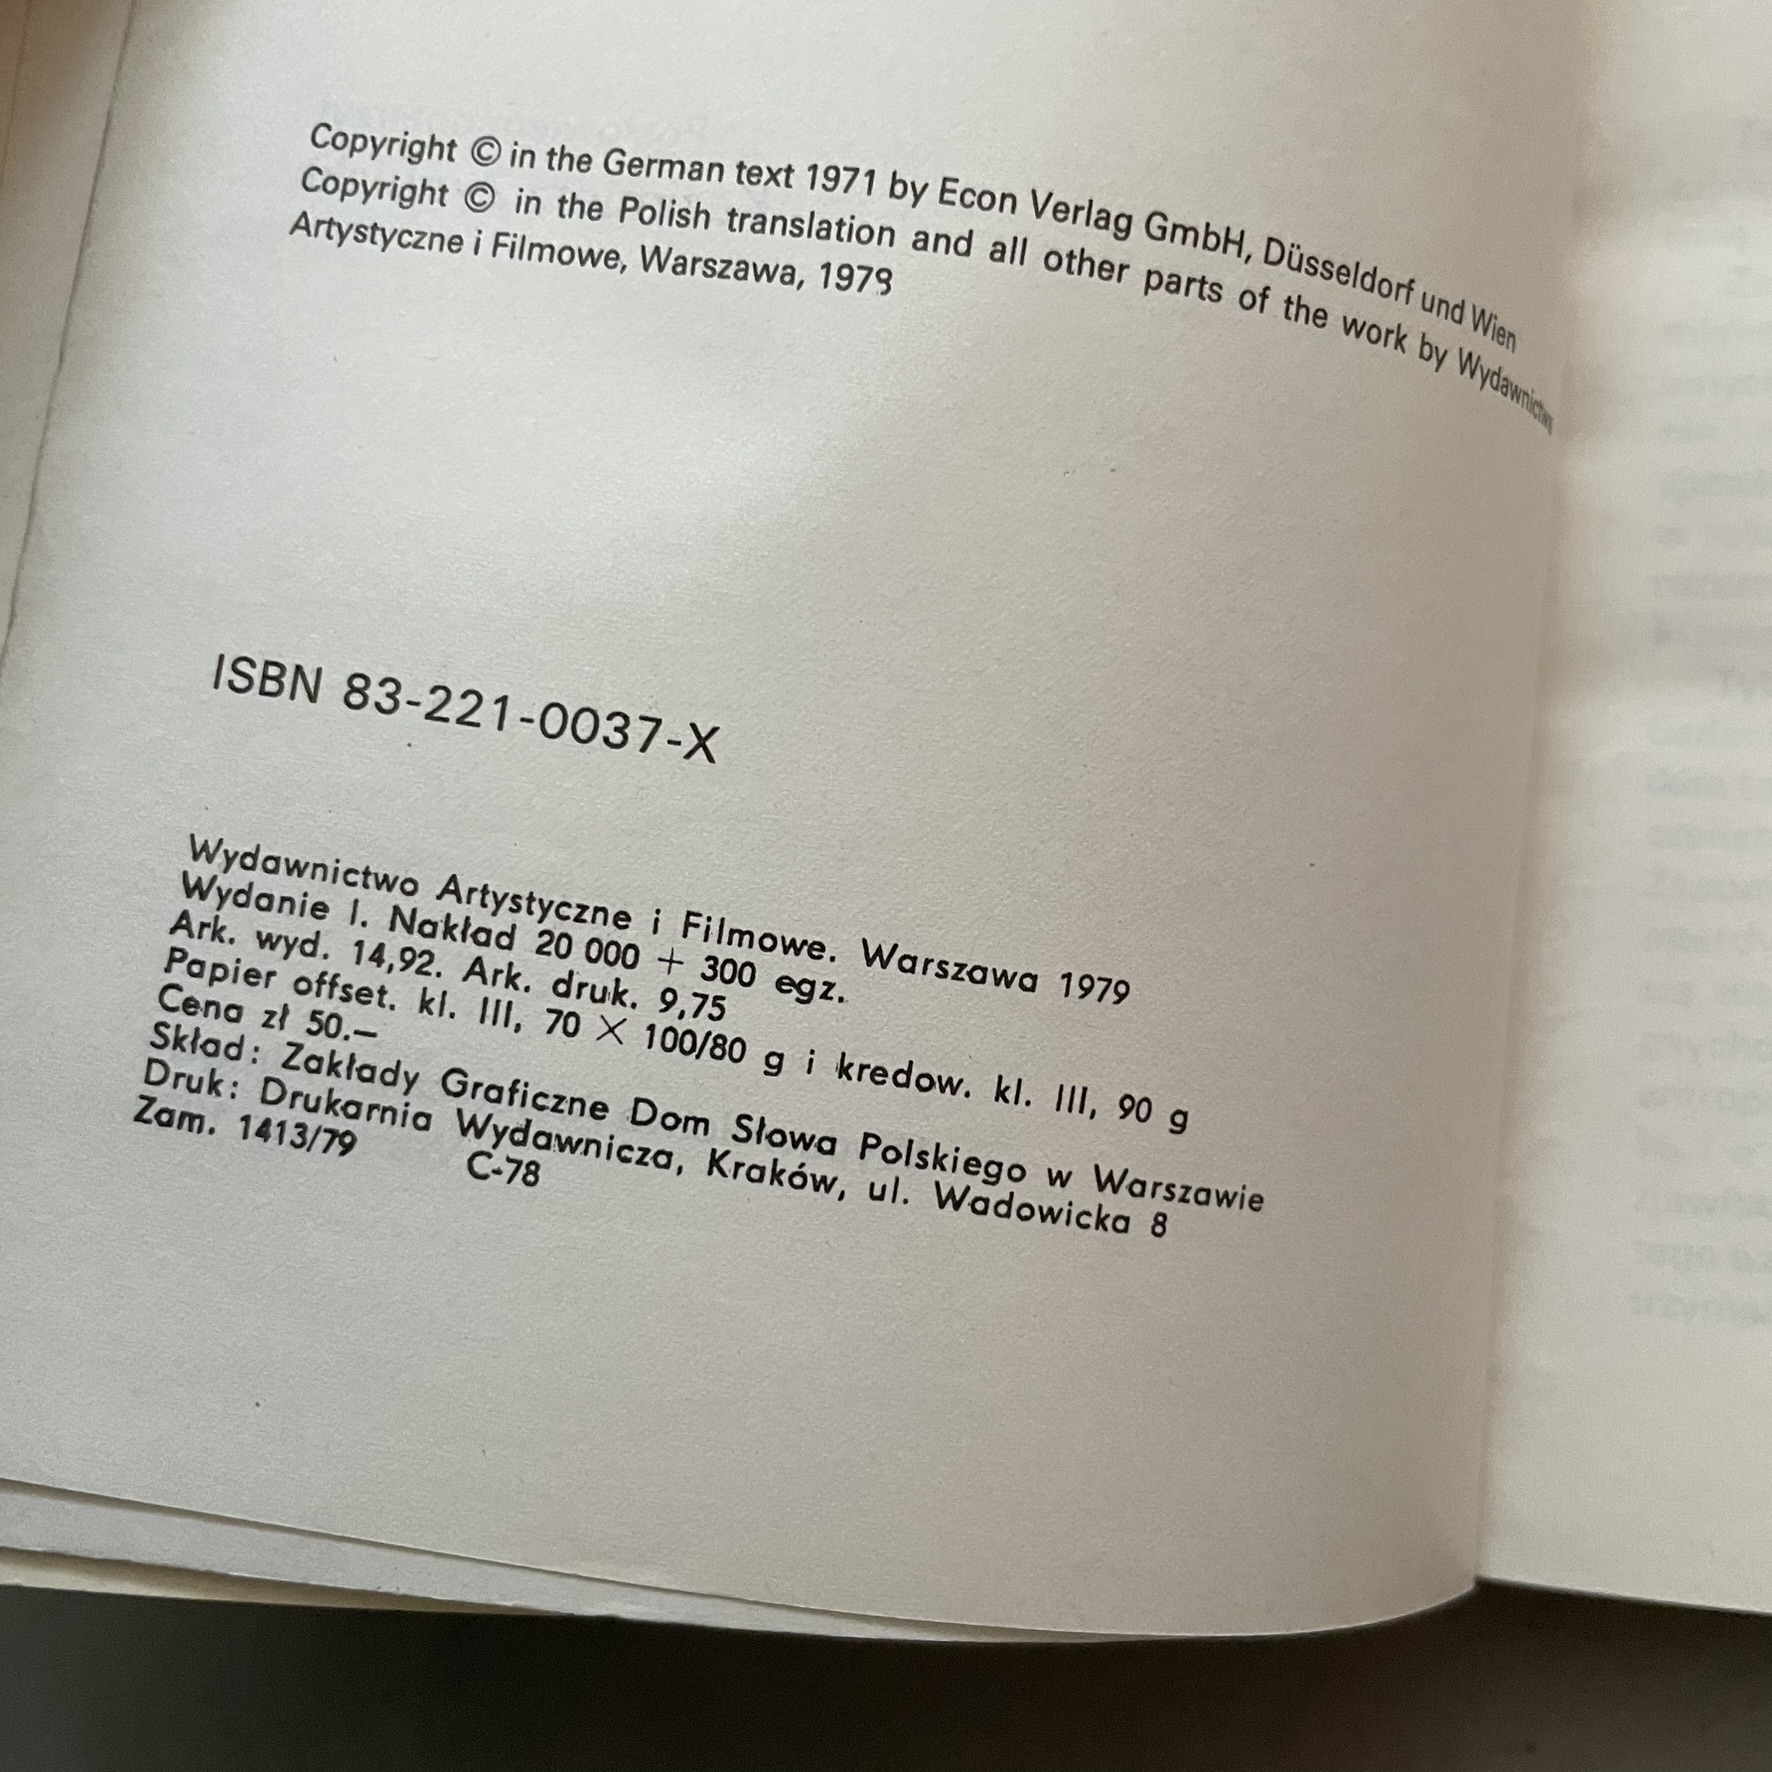 Copyright © in the German text 1971 by Econ Verlag GmbH, Düsseldorf und Wien
Copyright © in the Polish translation and all other parts of the work by Wydawnictwa
Artystyczne i Filmowe, Warszawa, 1979
ISBN 83-221-0037-X
Wydawnictwo Artystyczne i Filmowe. Warszawa 1979
Wydanie I. Nakład 20 000 + 300 egz.
Ark. wyd. 14,92. Ark. druk. 9,75
Papier offset. kl. III, 70 × 100/80 g i kredow. kl. III, 90 g
Cena zł 50.—
Skład: Zakłady Graficzne Dom Słowa Polskiego w Warszawie
Druk: Drukarnia Wydawnicza, Kraków, ul. Wadowicka 8
Zam. 1413/79 C-78